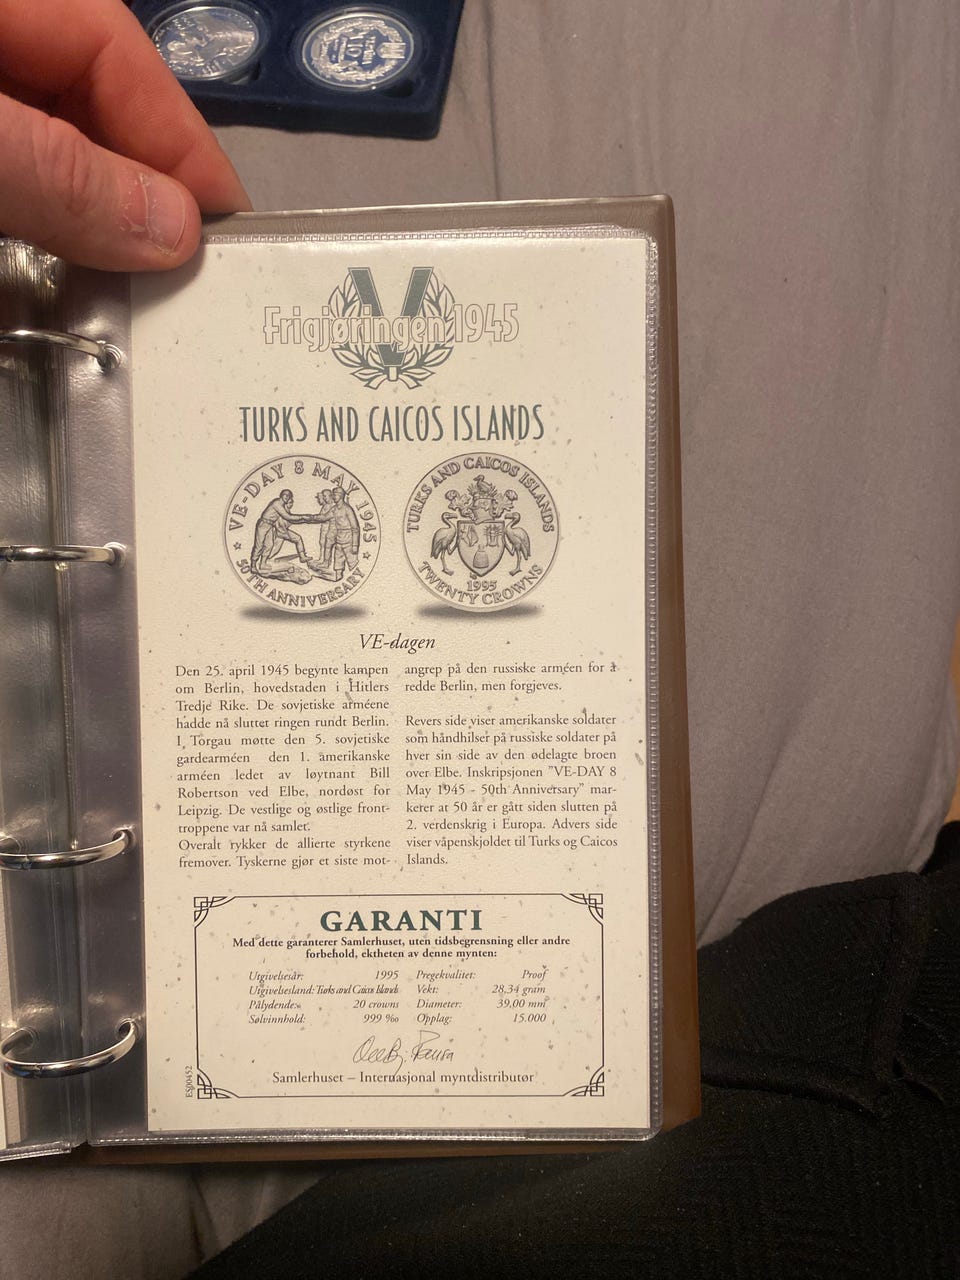 Frigjøringen 1945
V
TURKS AND CAICOS ISLANDS
VE-DAY 8 MAY 1945
50TH ANNIVERSARY
TURKS AND CAICOS ISLANDS
1995
TWENTY CROWNS
VE-dagen
Den 25. april 1945 begynte kampen
om Berlin, hovedstaden i Hitlers
Tredje Rike. De sovjetiske arméene
hadde nå sluttet ringen rundt Berlin.
I Torgau møtte den 5. sovjetiske
gardearméen den 1. amerikanske
arméen ledet av løytnant Bill
Robertson ved Elbe, nordøst for
Leipzig. De vestlige og østlige front-
troppene var nå samlet.
Overalt rykker de allierte styrkene
fremover. Tyskerne gjør et siste mot-
angrep på den russiske arméen for å
redde Berlin, men forgjeves.
Revers side viser amerikanske soldater
som håndhilser på russiske soldater på
hver sin side av den ødelagte broen
over Elbe. Inskripsjonen "VE-DAY 8
May 1945 - 50th Anniversary" mar-
kerer at 50 år er gått siden slutten på
2. verdenskrig i Europa. Advers side
viser våpenskjoldet til Turks og Caicos
Islands.
GARANTI
Med dette garanterer Samlerhuset, uten tidsbegrensning eller andre
forbehold, ektheten av denne mynten:
Utgivelsesår: 1995
Utgivelsesland: Turks and Caicos Islands
Pålydende: 20 crowns
Sølvinnhold: 999 ‰
Pregekvalitet: Proof
Vekt: 28,34 gram
Diameter: 39,00 mm
Opplag: 15.000
Samlerhuset – Internasjonal myntdistributør
ES00452